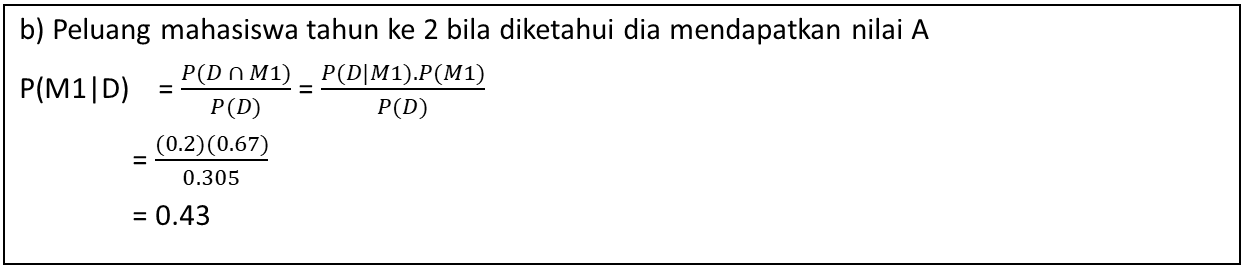 b) Peluang mahasiswa tahun ke 2 bila diketahui dia mendapatkan nilai A
P(M1|D) = P(D ∩ M1) / P(D) = P(D|M1).P(M1) / P(D)
= (0.2)(0.67) / 0.305
= 0.43